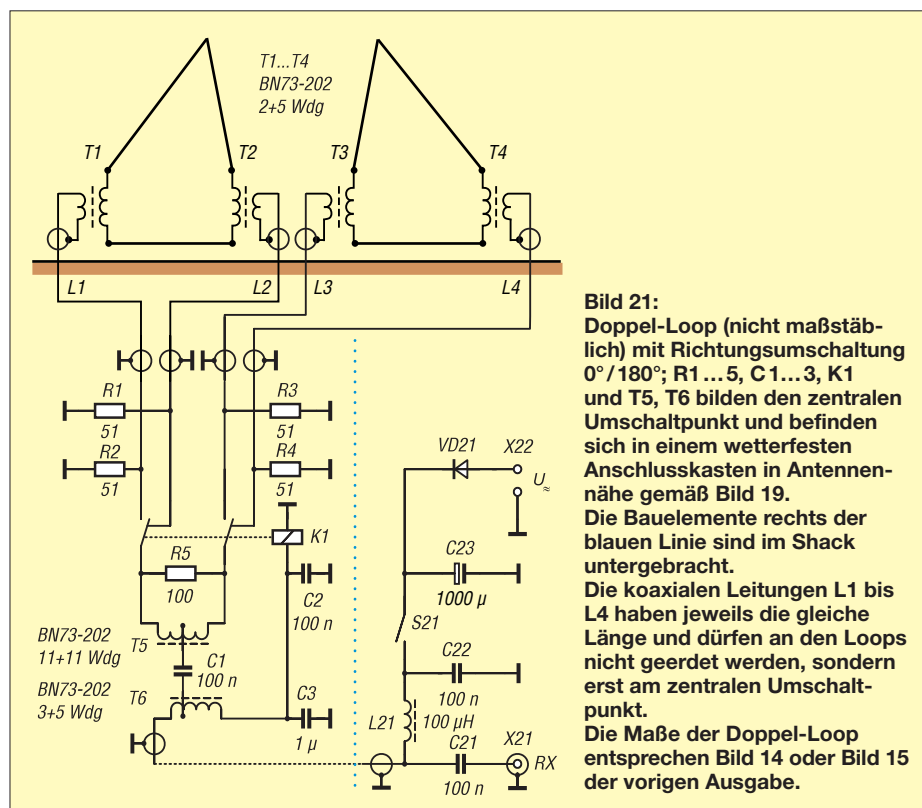 T1...T4
BN73-202
2+5 Wdg
T1
T2
T3
T4
L1
L2
L3
L4
R1
51
R2
51
R3
51
R4
51
K1
R5
100
C2
100 n
BN73-202
11+11 Wdg
T5
C1
100 n
BN73-202
3+5 Wdg
T6
C3
1 µ
VD21
X22
U≈
C23
1000 µ
S21
C22
100 n
L21
100 µH
C21
100 n
X21
RX
Bild 21:
Doppel-Loop (nicht maßstäb-
lich) mit Richtungsumschaltung
0°/180°; R1…5, C1…3, K1
und T5, T6 bilden den zentralen
Umschaltpunkt und befinden
sich in einem wetterfesten
Anschlusskasten in Antennen-
nähe gemäß Bild 19.
Die Bauelemente rechts der
blauen Linie sind im Shack
untergebracht.
Die koaxialen Leitungen L1 bis
L4 haben jeweils die gleiche
Länge und dürfen an den Loops
nicht geerdet werden, sondern
erst am zentralen Umschalt-
punkt.
Die Maße der Doppel-Loop
entsprechen Bild 14 oder Bild 15
der vorigen Ausgabe.